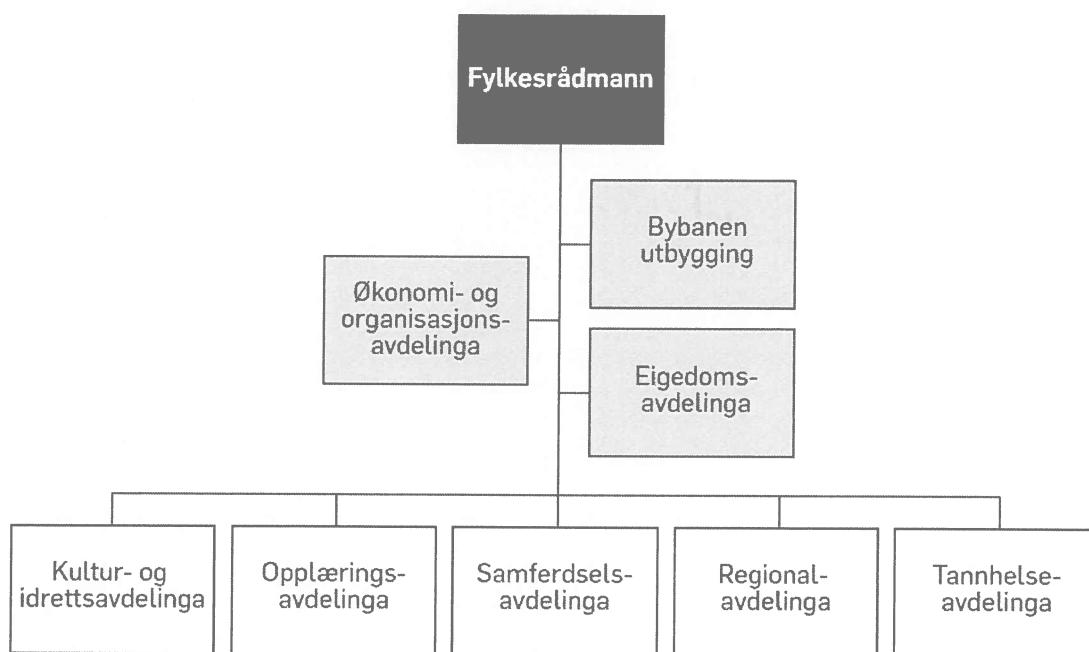 Fylkesrådmann
Bybanen
utbygging
Økonomi- og
organisasjons-
avdelinga
Eigedoms-
avdelinga
Kultur- og
idrettsavdelinga
Opplærings-
avdelinga
Samferdsels-
avdelinga
Regional-
avdelinga
Tannhelse-
avdelinga